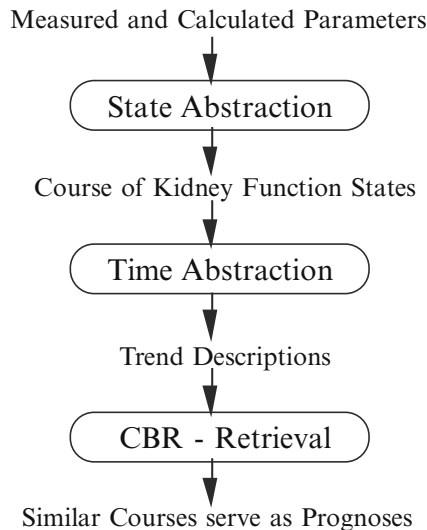 Measured and Calculated Parameters
State Abstraction
Course of Kidney Function States
Time Abstraction
Trend Descriptions
CBR - Retrieval
Similar Courses serve as Prognoses